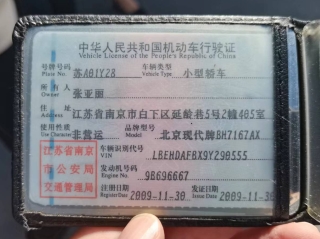 中华人民共和国机动车行驶证
Vehicle License of the People's Republic of China
号牌号码 苏A01Y28 车辆类型 小型轿车
Plate No. Vehicle Type
所有人 张亚丽
Owner
住址 江苏省南京市白下区延龄巷5号2幢405室
Address
使用性质 非营运 品牌型号 北京现代牌BH7167AX
Use Character Model
江苏省南京
市公安局
交通管理局
车辆识别代号 LBEHDAFBX9Y290555
VIN
发动机号码 9B696667
Engine No.
注册日期 2009-11-30 发证日期 2009-11-30
Register Date Issue Date